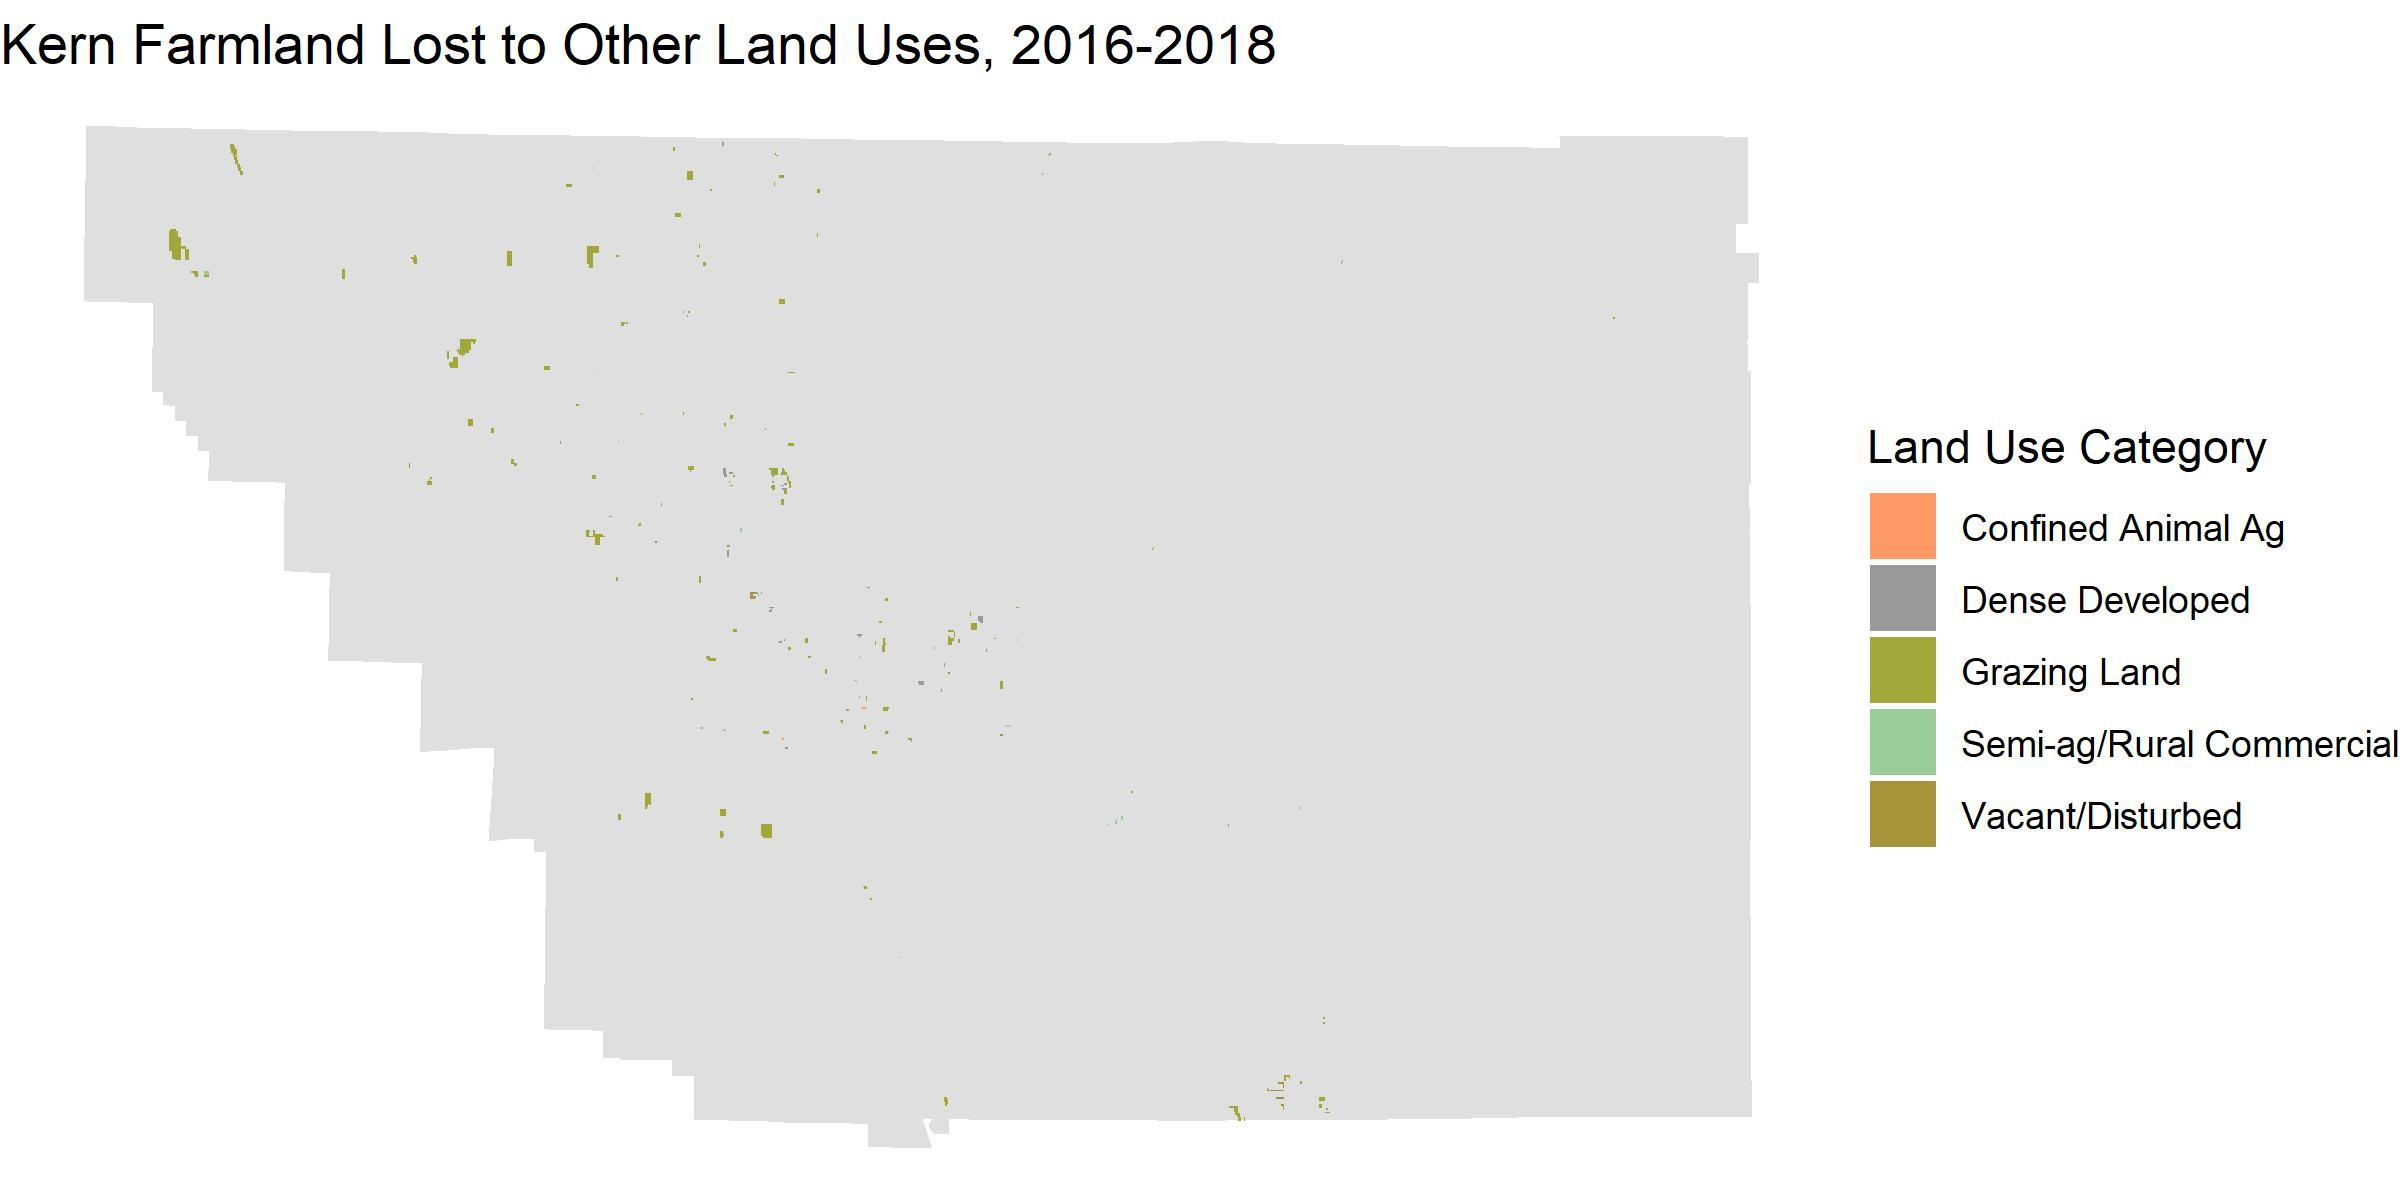 Kern Farmland Lost to Other Land Uses, 2016-2018
Land Use Category
Confined Animal Ag
Dense Developed
Grazing Land
Semi-ag/Rural Commercial
Vacant/Disturbed